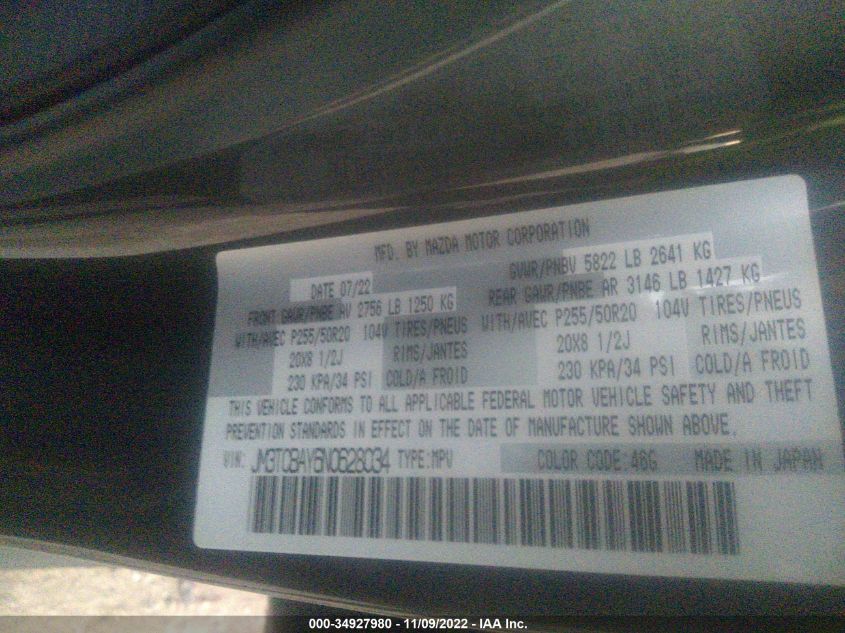 MFD. BY MAZDA MOTOR CORPORATION
DATE 07/22 GVWR/PNBV 5822 LB 2641 KG
FRONT GAWR/PNBE AV 2756 LB 1250 KG REAR GAWR/PNBE AR 3146 LB 1427 KG
WITH/AVEC P255/50R20 104V TIRES/PNEUS WITH/AVEC P255/50R20 104V TIRES/PNEUS
20X8 1/2J RIMS/JANTES 20X8 1/2J RIMS/JANTES
230 KPA/34 PSI COLD/A FROID 230 KPA/34 PSI COLD/A FROID
THIS VEHICLE CONFORMS TO ALL APPLICABLE FEDERAL MOTOR VEHICLE SAFETY AND THEFT
PREVENTION STANDARDS IN EFFECT ON THE DATE OF MANUFACTURE SHOWN ABOVE.
VIN: JM3TCBAY6N0628034 TYPE:MPV COLOR CODE:46G MADE IN JAPAN
000-34927980 - 11/09/2022 - IAA Inc.